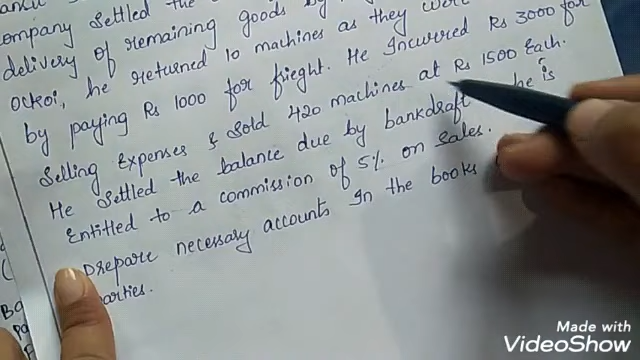 ompany settled the
delivery of remaining goods by
octroi, he returned 10 machines as they were
by paying Rs 1000 for frieght. He Incurred Rs 3000 for
Selling Expenses & Sold 420 machines at Rs 1500 Each.
He Settled the balance due by bankdraft he is
Entitled to a commission of 5% on Sales.
prepare necessary accounts In the books
parties.
Made with
VideoShow